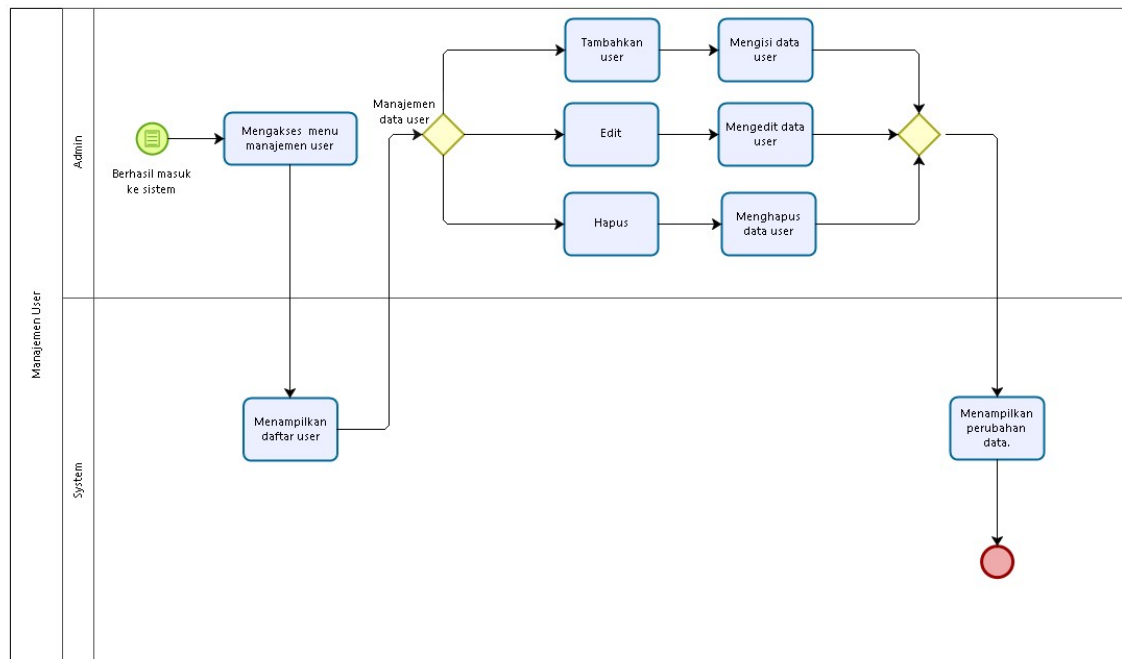 Manajemen User
Admin
System
Berhasil masuk
ke sistem
Mengakses menu
manajemen user
Menampilkan
daftar user
Manajemen
data user
Tambahkan
user
Mengisi data
user
Edit
Mengedit data
user
Hapus
Menghapus
data user
Menampilkan
perubahan
data.